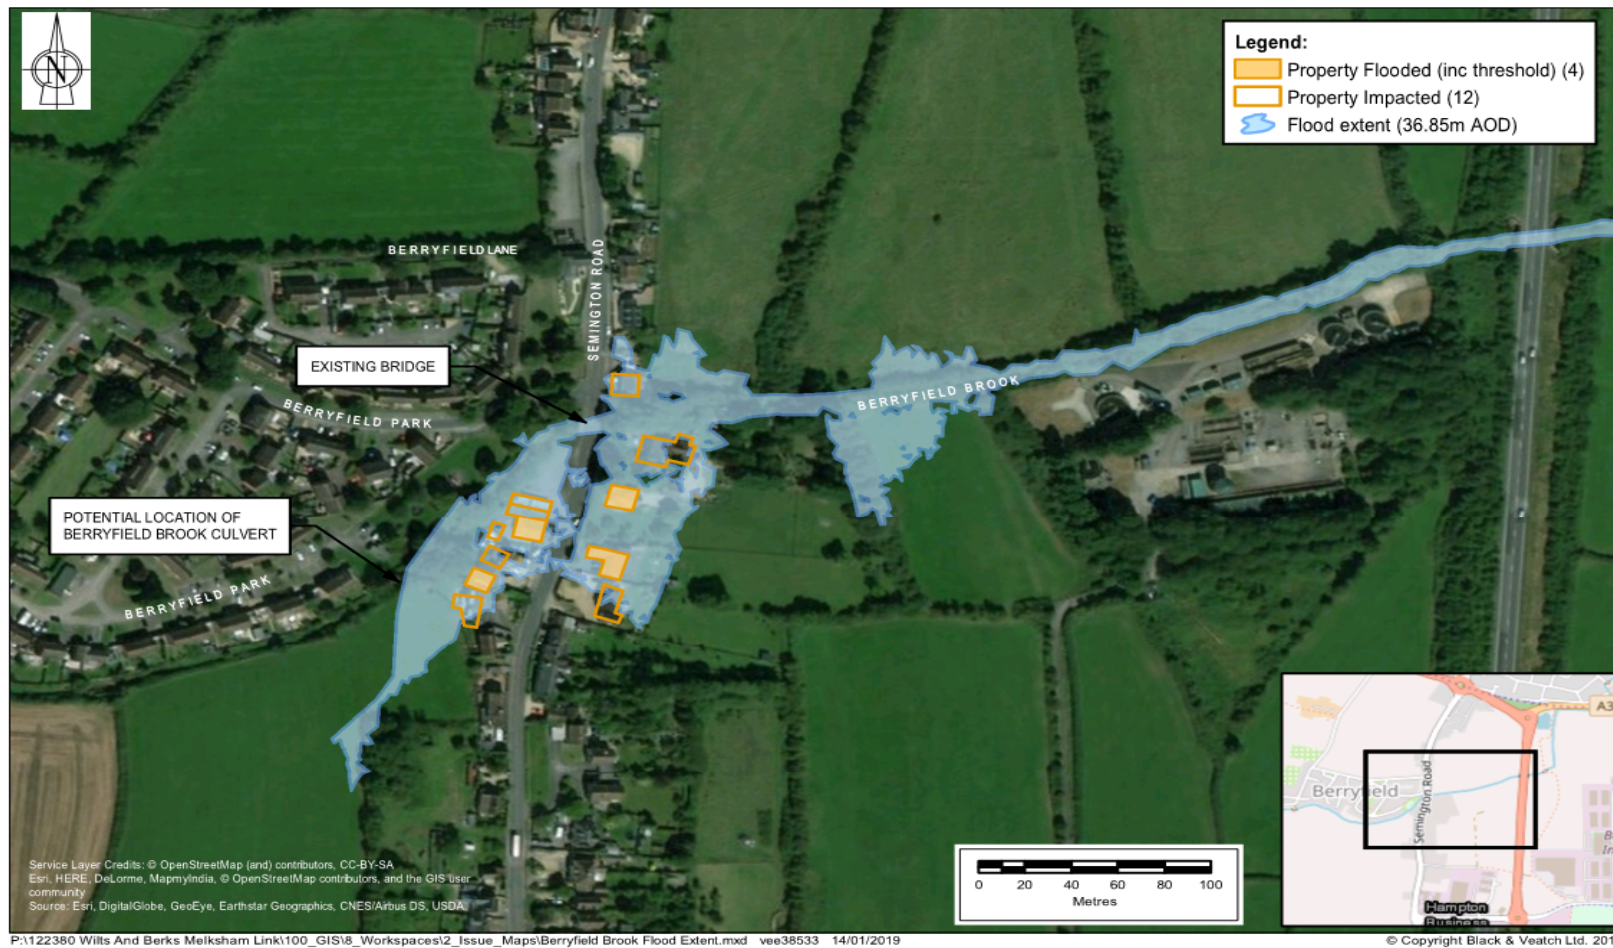 N
Legend:
Property Flooded (inc threshold) (4)
Property Impacted (12)
Flood extent (36.85m AOD)
BERRYFIELD LANE
SEMINGTON ROAD
EXISTING BRIDGE
BERRYFIELD BROOK
BERRYFIELD PARK
POTENTIAL LOCATION OF
BERRYFIELD BROOK CULVERT
BERRYFIELD PARK
A3
Berryfield
Semington Road
Hampton
Business
0 20 40 60 80 100
Metres
Service Layer Credits: © OpenStreetMap (and) contributors, CC-BY-SA
Esri, HERE, DeLorme, MapmyIndia, © OpenStreetMap contributors, and the GIS user
community
Source: Esri, DigitalGlobe, GeoEye, Earthstar Geographics, CNES/Airbus DS, USDA,
P:\122380 Wilts And Berks Melksham Link\100_GIS\8_Workspaces\2_Issue_Maps\Berryfield Brook Flood Extent.mxd vee38533 14/01/2019
© Copyright Black & Veatch Ltd. 201